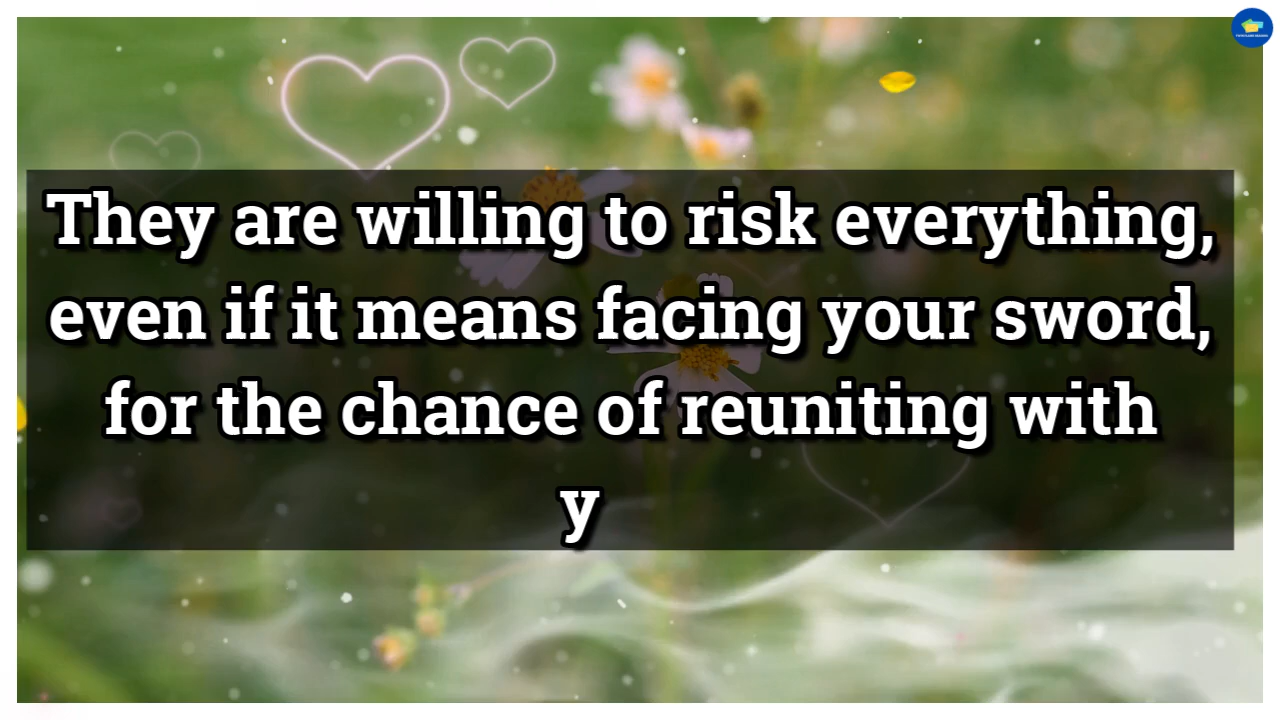 They are willing to risk everything,
even if it means facing your sword,
for the chance of reuniting with
y